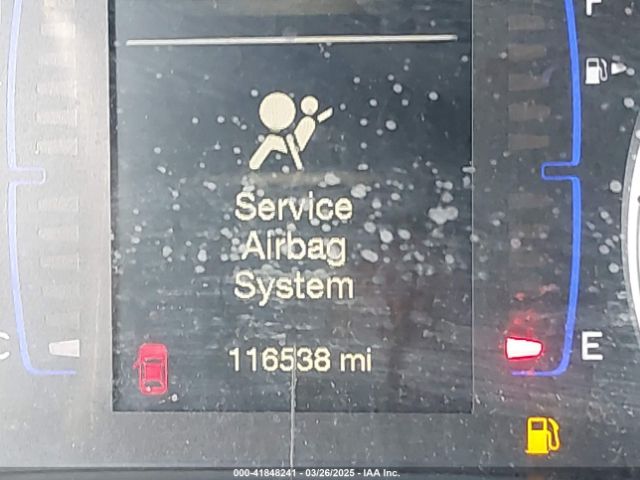 F
Service
Airbag
System
C
116538 mi
E
000-41848241 - 03/26/2025 - IAA Inc.